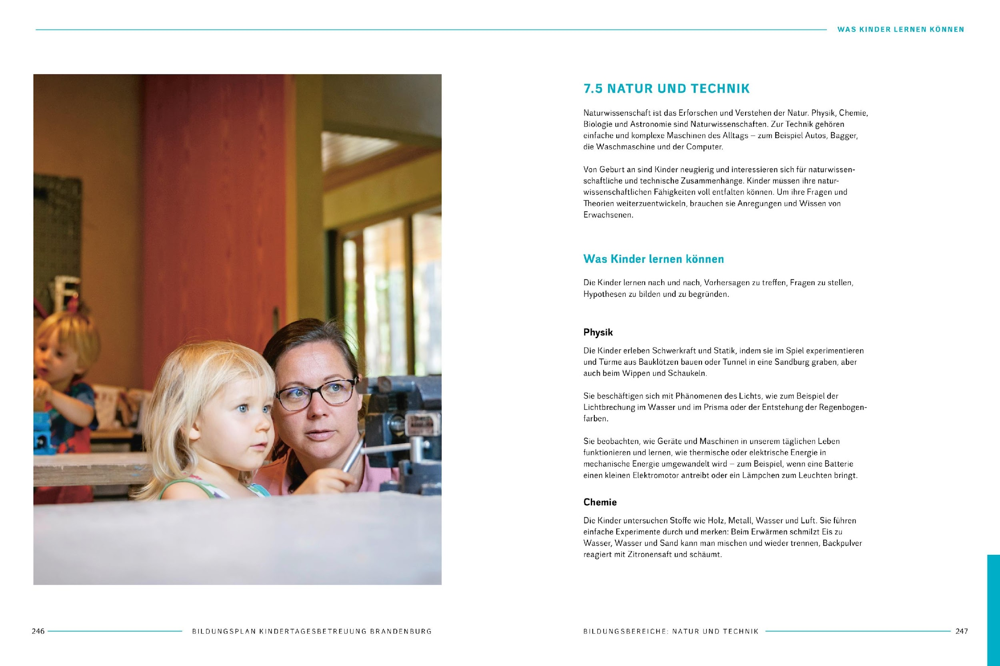 WAS KINDER LERNEN KÖNNEN
7.5 NATUR UND TECHNIK
Naturwissenschaft ist das Erforschen und Verstehen der Natur. Physik, Chemie,
Biologie und Astronomie sind Naturwissenschaften. Zur Technik gehören
einfache und komplexe Maschinen des Alltags – zum Beispiel Autos, Bagger,
die Waschmaschine und der Computer.
Von Geburt an sind Kinder neugierig und interessieren sich für naturwissen-
schaftliche und technische Zusammenhänge. Kinder müssen ihre natur-
wissenschaftlichen Fähigkeiten voll entfalten können. Um ihre Fragen und
Theorien weiterzuentwickeln, brauchen sie Anregungen und Wissen von
Erwachsenen.
Was Kinder lernen können
Die Kinder lernen nach und nach, Vorhersagen zu treffen, Fragen zu stellen,
Hypothesen zu bilden und zu begründen.
Physik
Die Kinder erleben Schwerkraft und Statik, indem sie im Spiel experimentieren
und Türme aus Bauklötzen bauen oder Tunnel in eine Sandburg graben, aber
auch beim Wippen und Schaukeln.
Sie beschäftigen sich mit Phänomenen des Lichts, wie zum Beispiel der
Lichtbrechung im Wasser und im Prisma oder der Entstehung der Regenbogen-
farben.
Sie beobachten, wie Geräte und Maschinen in unserem täglichen Leben
funktionieren und lernen, wie thermische oder elektrische Energie in
mechanische Energie umgewandelt wird – zum Beispiel, wenn eine Batterie
einen kleinen Elektromotor antreibt oder ein Lämpchen zum Leuchten bringt.
Chemie
Die Kinder untersuchen Stoffe wie Holz, Metall, Wasser und Luft. Sie führen
einfache Experimente durch und merken: Beim Erwärmen schmilzt Eis zu
Wasser, Wasser und Sand kann man mischen und wieder trennen, Backpulver
reagiert mit Zitronensaft und schäumt.
246 BILDUNGSPLAN KINDERTAGESBETREUUNG BRANDENBURG
BILDUNGSBEREICHE: NATUR UND TECHNIK 247